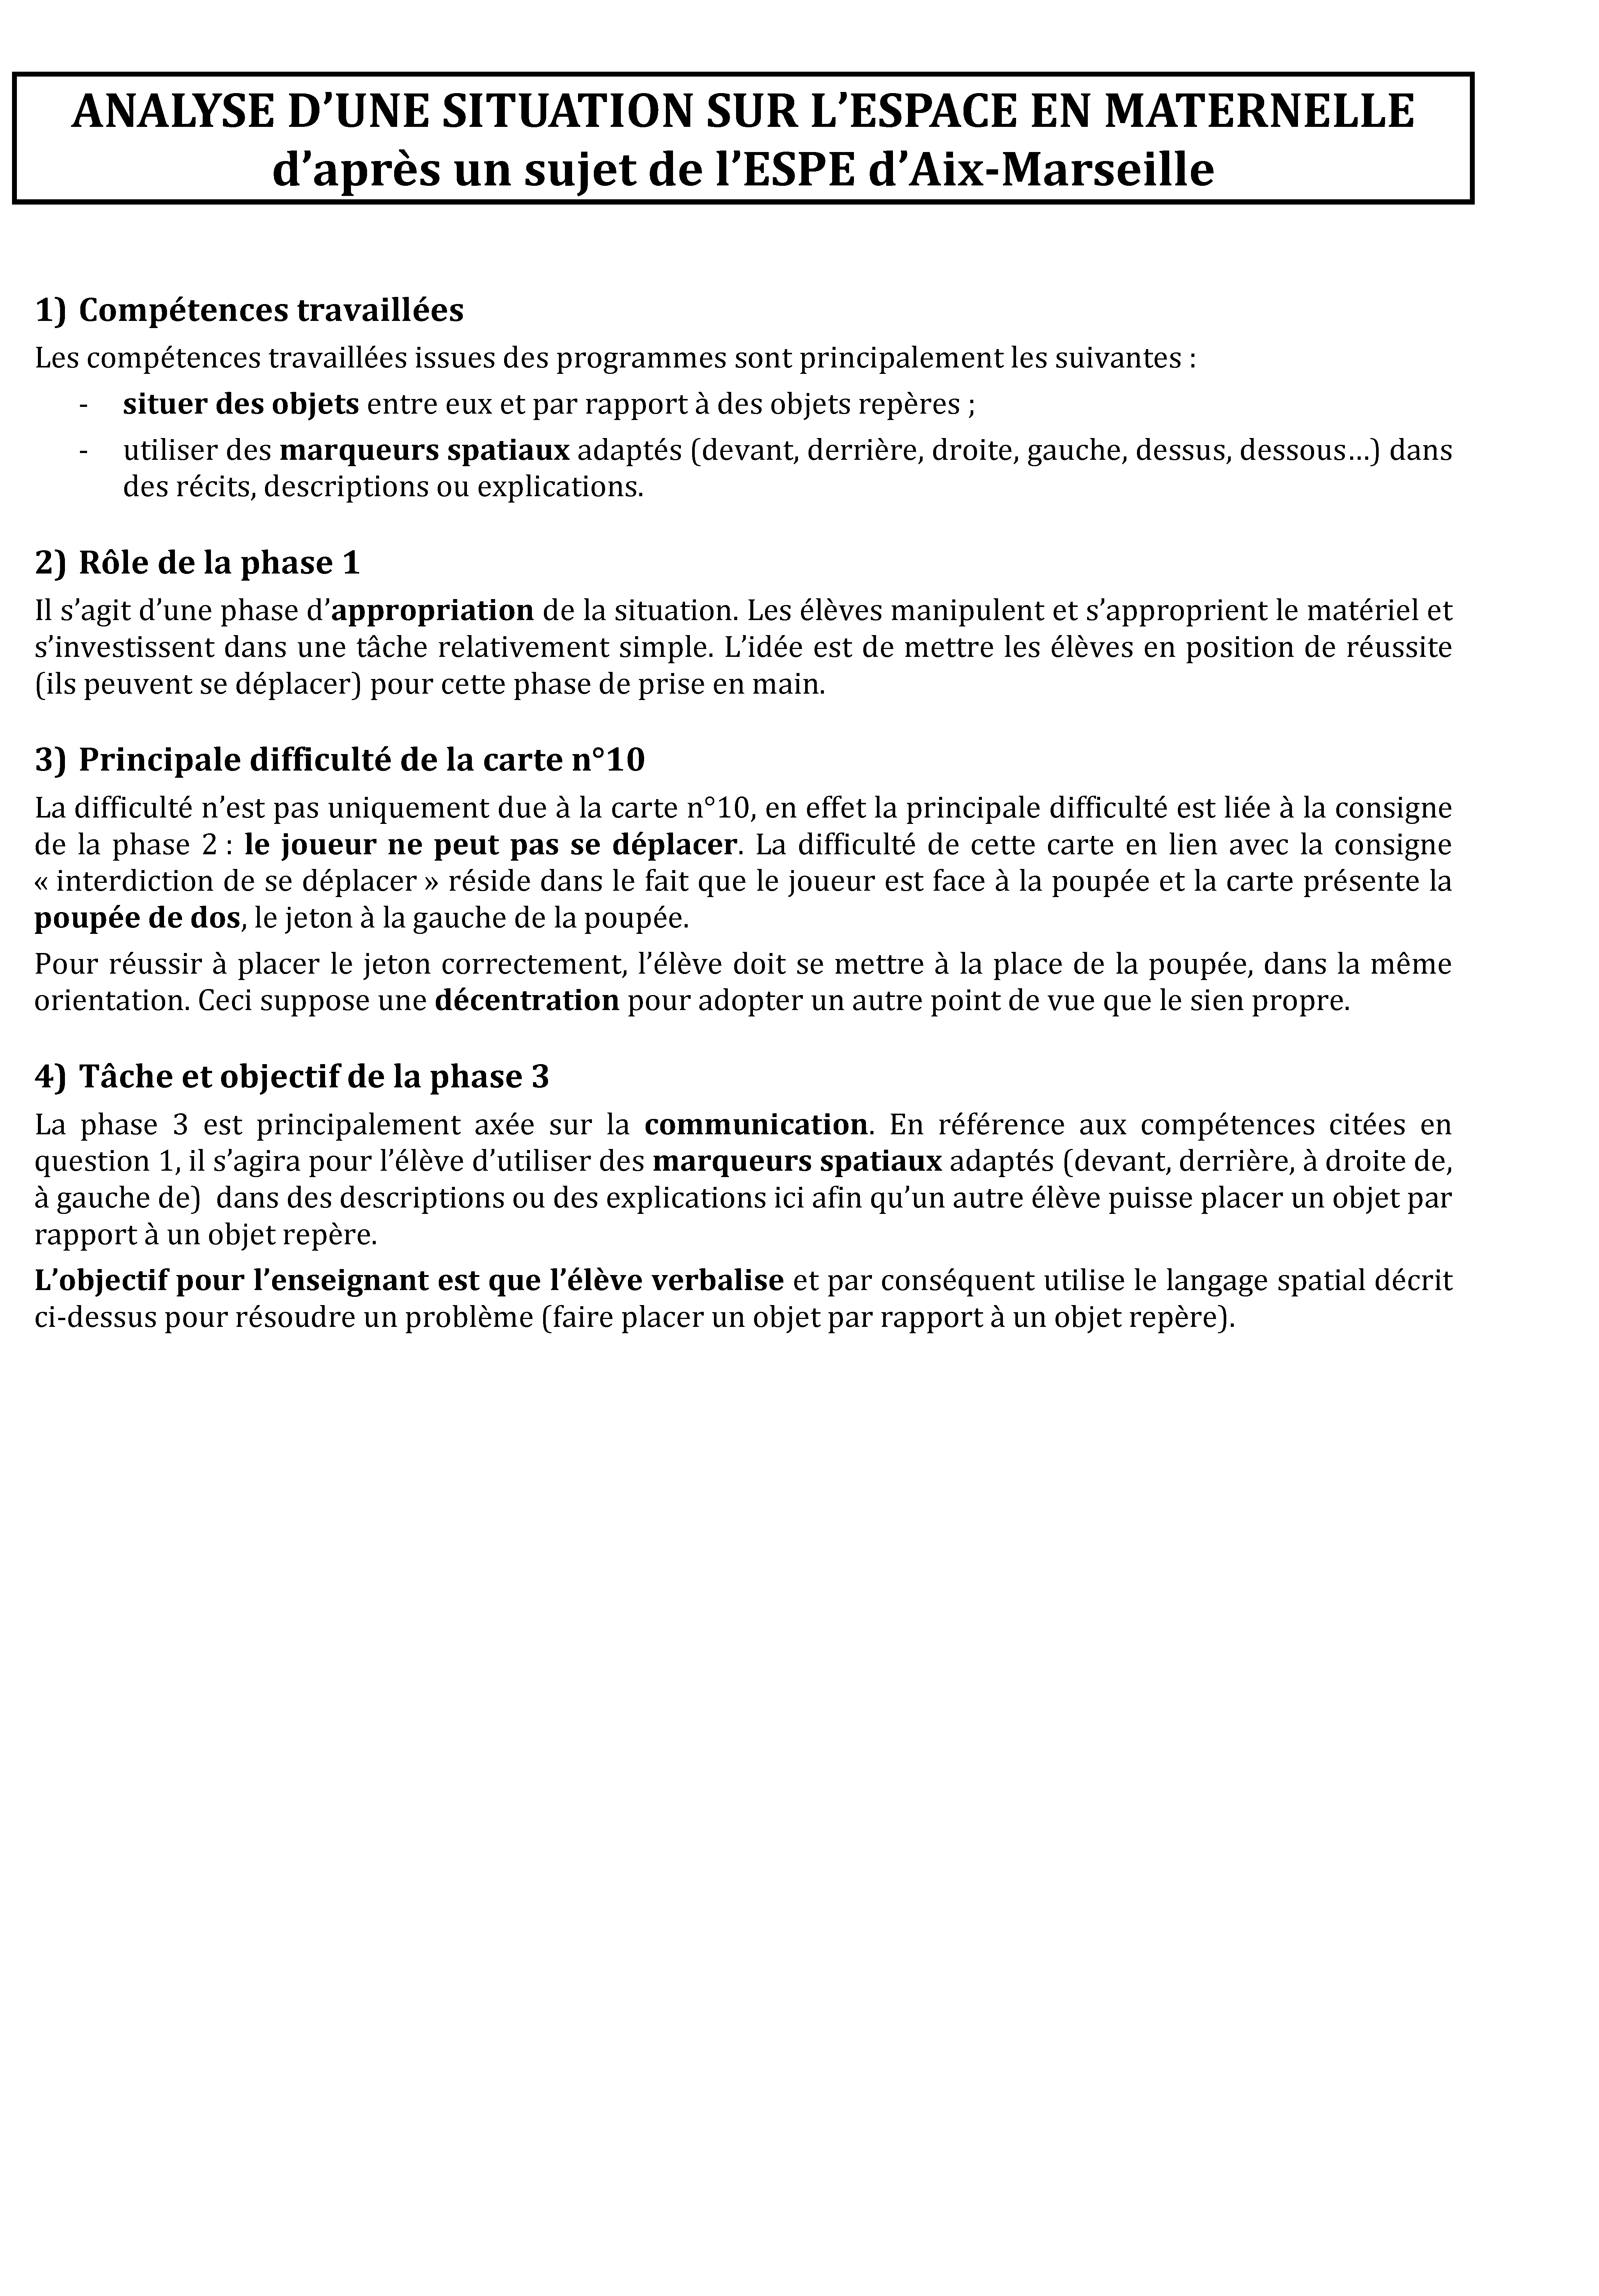 ANALYSE D’UNE SITUATION SUR L’ESPACE EN MATERNELLE
d’après un sujet de l’ESPE d’Aix-Marseille
1) Compétences travaillées
Les compétences travaillées issues des programmes sont principalement les suivantes :
- situer des objets entre eux et par rapport à des objets repères ;
- utiliser des marqueurs spatiaux adaptés (devant, derrière, droite, gauche, dessus, dessous…) dans
des récits, descriptions ou explications.
2) Rôle de la phase 1
Il s’agit d’une phase d’appropriation de la situation. Les élèves manipulent et s’approprient le matériel et
s’investissent dans une tâche relativement simple. L’idée est de mettre les élèves en position de réussite
(ils peuvent se déplacer) pour cette phase de prise en main.
3) Principale difficulté de la carte n°10
La difficulté n’est pas uniquement due à la carte n°10, en effet la principale difficulté est liée à la consigne
de la phase 2 : le joueur ne peut pas se déplacer. La difficulté de cette carte en lien avec la consigne
« interdiction de se déplacer » réside dans le fait que le joueur est face à la poupée et la carte présente la
poupée de dos, le jeton à la gauche de la poupée.
Pour réussir à placer le jeton correctement, l’élève doit se mettre à la place de la poupée, dans la même
orientation. Ceci suppose une décentration pour adopter un autre point de vue que le sien propre.
4) Tâche et objectif de la phase 3
La phase 3 est principalement axée sur la communication. En référence aux compétences citées en
question 1, il s’agira pour l’élève d’utiliser des marqueurs spatiaux adaptés (devant, derrière, à droite de,
à gauche de) dans des descriptions ou des explications ici afin qu’un autre élève puisse placer un objet par
rapport à un objet repère.
L’objectif pour l’enseignant est que l’élève verbalise et par conséquent utilise le langage spatial décrit
ci-dessus pour résoudre un problème (faire placer un objet par rapport à un objet repère).